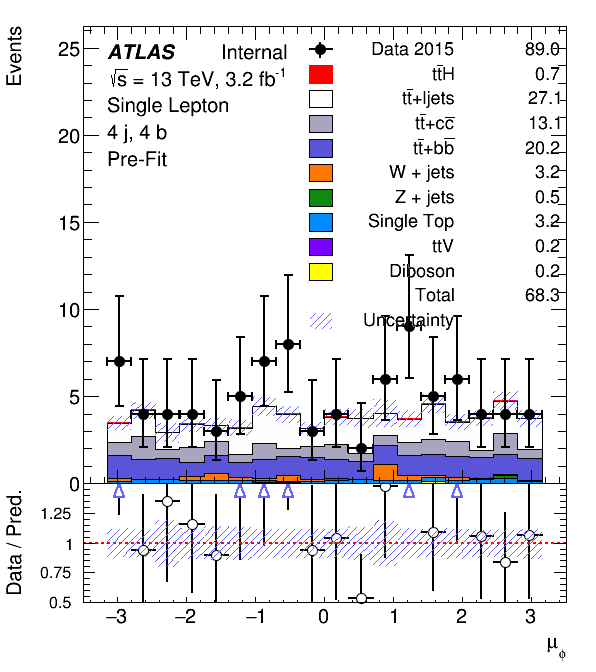 Events
25
20
15
10
5
0
ATLAS Internal
√s = 13 TeV, 3.2 fb⁻¹
Single Lepton
4 j, 4 b
Pre-Fit
Data 2015 89.0
tt̄H 0.7
tt̄+ljets 27.1
tt̄+cc̄ 13.1
tt̄+bb̄ 20.2
W + jets 3.2
Z + jets 0.5
Single Top 3.2
ttV 0.2
Diboson 0.2
Total 68.3
Uncertainty
Data / Pred.
1.25
1
0.75
0.5
−3 −2 −1 0 1 2 3
μ_ϕ